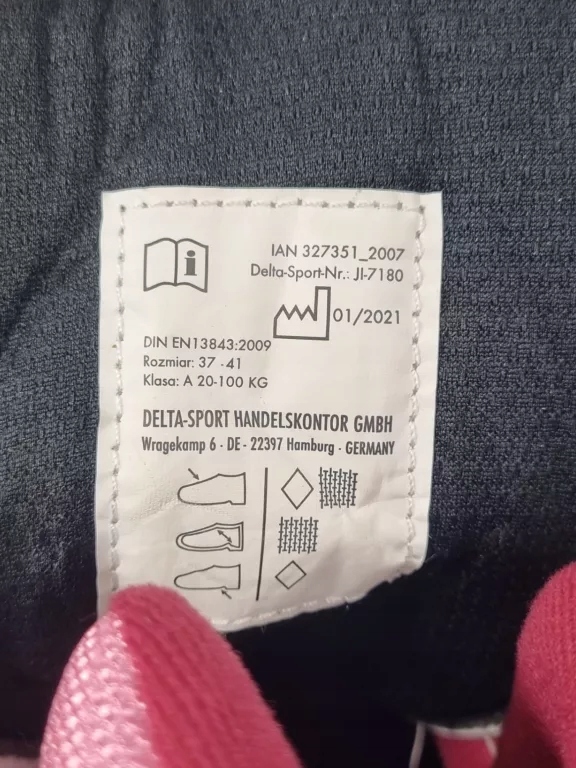 IAN 327351_2007
Delta-Sport-Nr.: JI-7180
01/2021
DIN EN13843:2009
Rozmiar: 37 - 41
Klasa: A 20-100 KG
DELTA-SPORT HANDELSKONTOR GMBH
Wragekamp 6 · DE - 22397 Hamburg · GERMANY